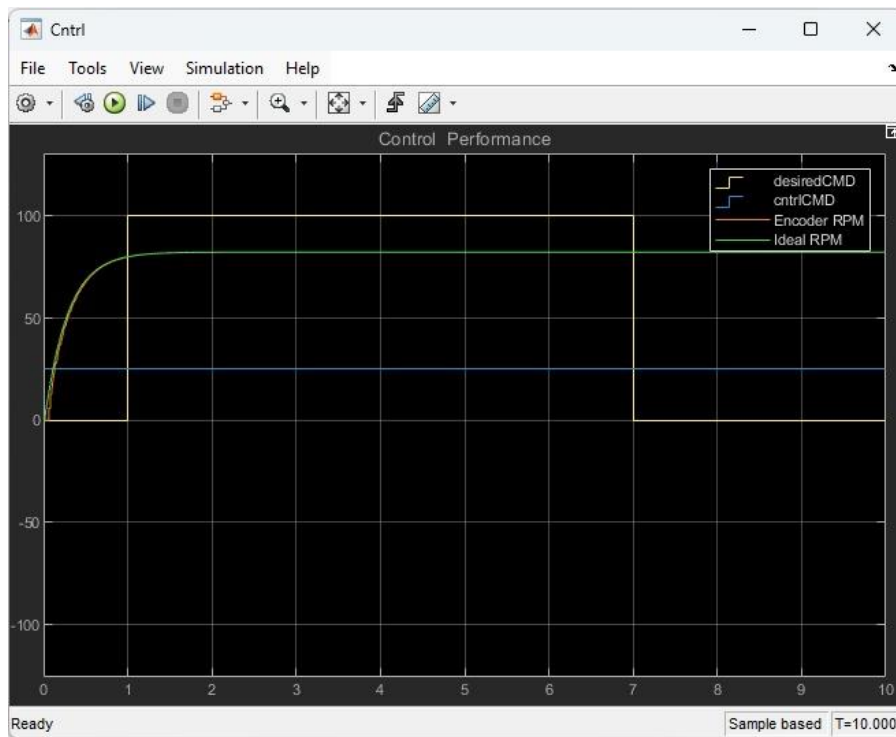 Cntrl
File Tools View Simulation Help
Control Performance
desiredCMD
cntrlCMD
Encoder RPM
Ideal RPM
100
50
0
-50
-100
0 1 2 3 4 5 6 7 8 9 10
Ready Sample based T=10.000